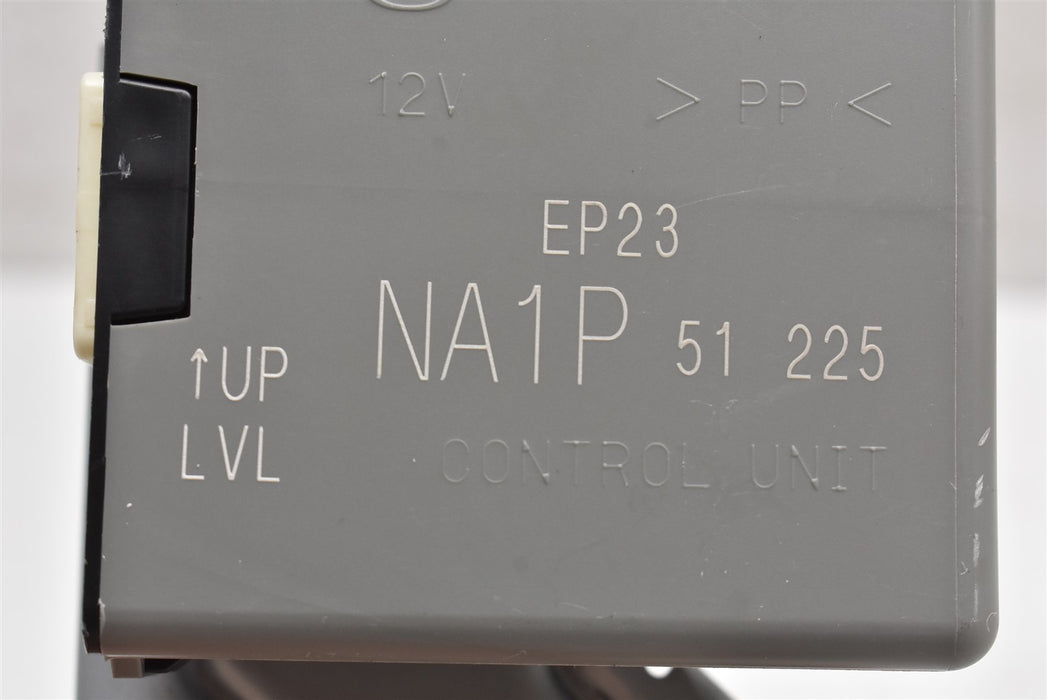 12V > PP <
EP23
NA1P 51 225
↑UP
LVL
CONTROL UNIT